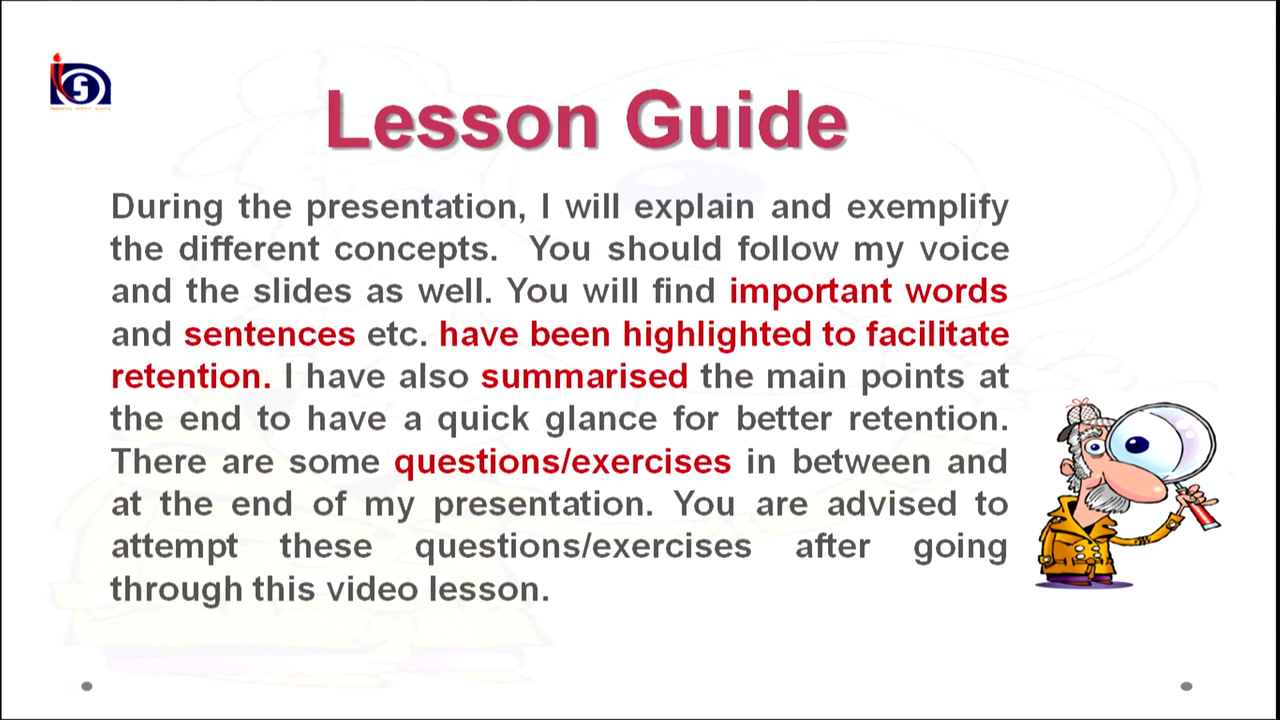 Lesson Guide
During the presentation, I will explain and exemplify
the different concepts. You should follow my voice
and the slides as well. You will find important words
and sentences etc. have been highlighted to facilitate
retention. I have also summarised the main points at
the end to have a quick glance for better retention.
There are some questions/exercises in between and
at the end of my presentation. You are advised to
attempt these questions/exercises after going
through this video lesson.